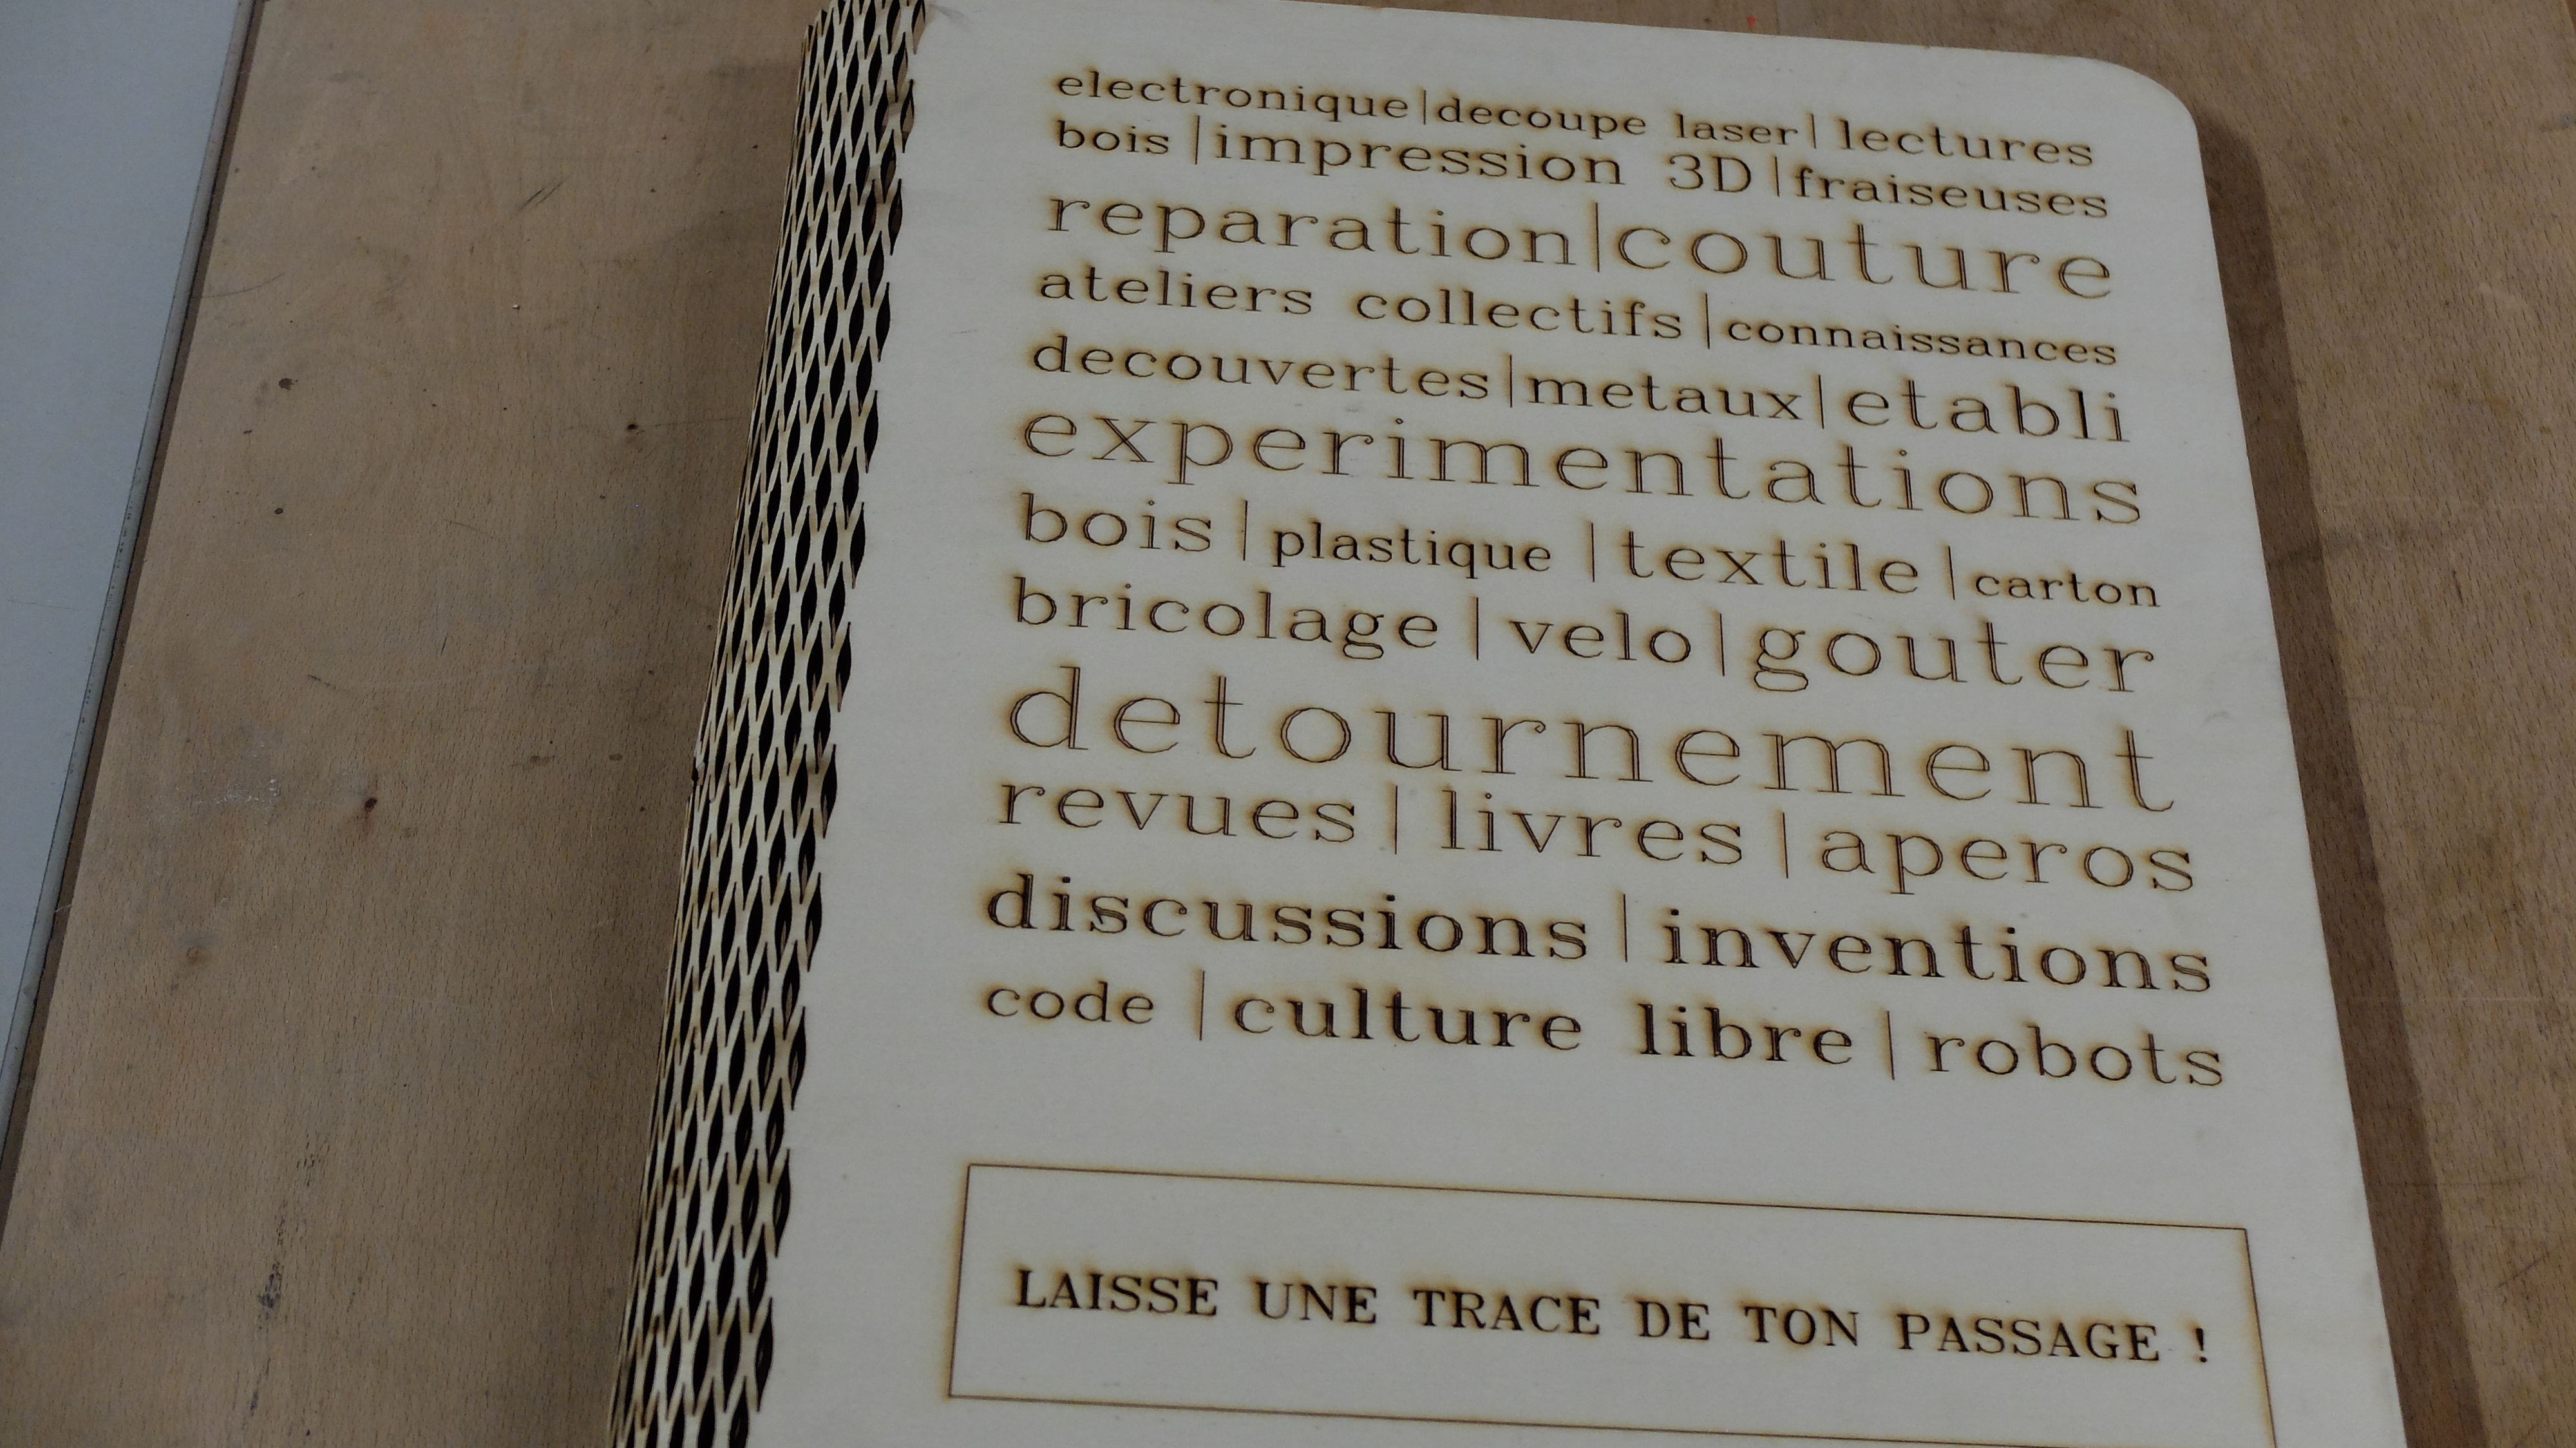 electronique|decoupe laser|lectures
bois|impression 3D|fraiseuses
reparation|couture
ateliers collectifs|connaissances
decouvertes|metaux|etabli
experimentations
bois|plastique|textile|carton
bricolage|velo|gouter
detournement
revues|livres|aperos
discussions|inventions
code|culture libre|robots
LAISSE UNE TRACE DE TON PASSAGE !